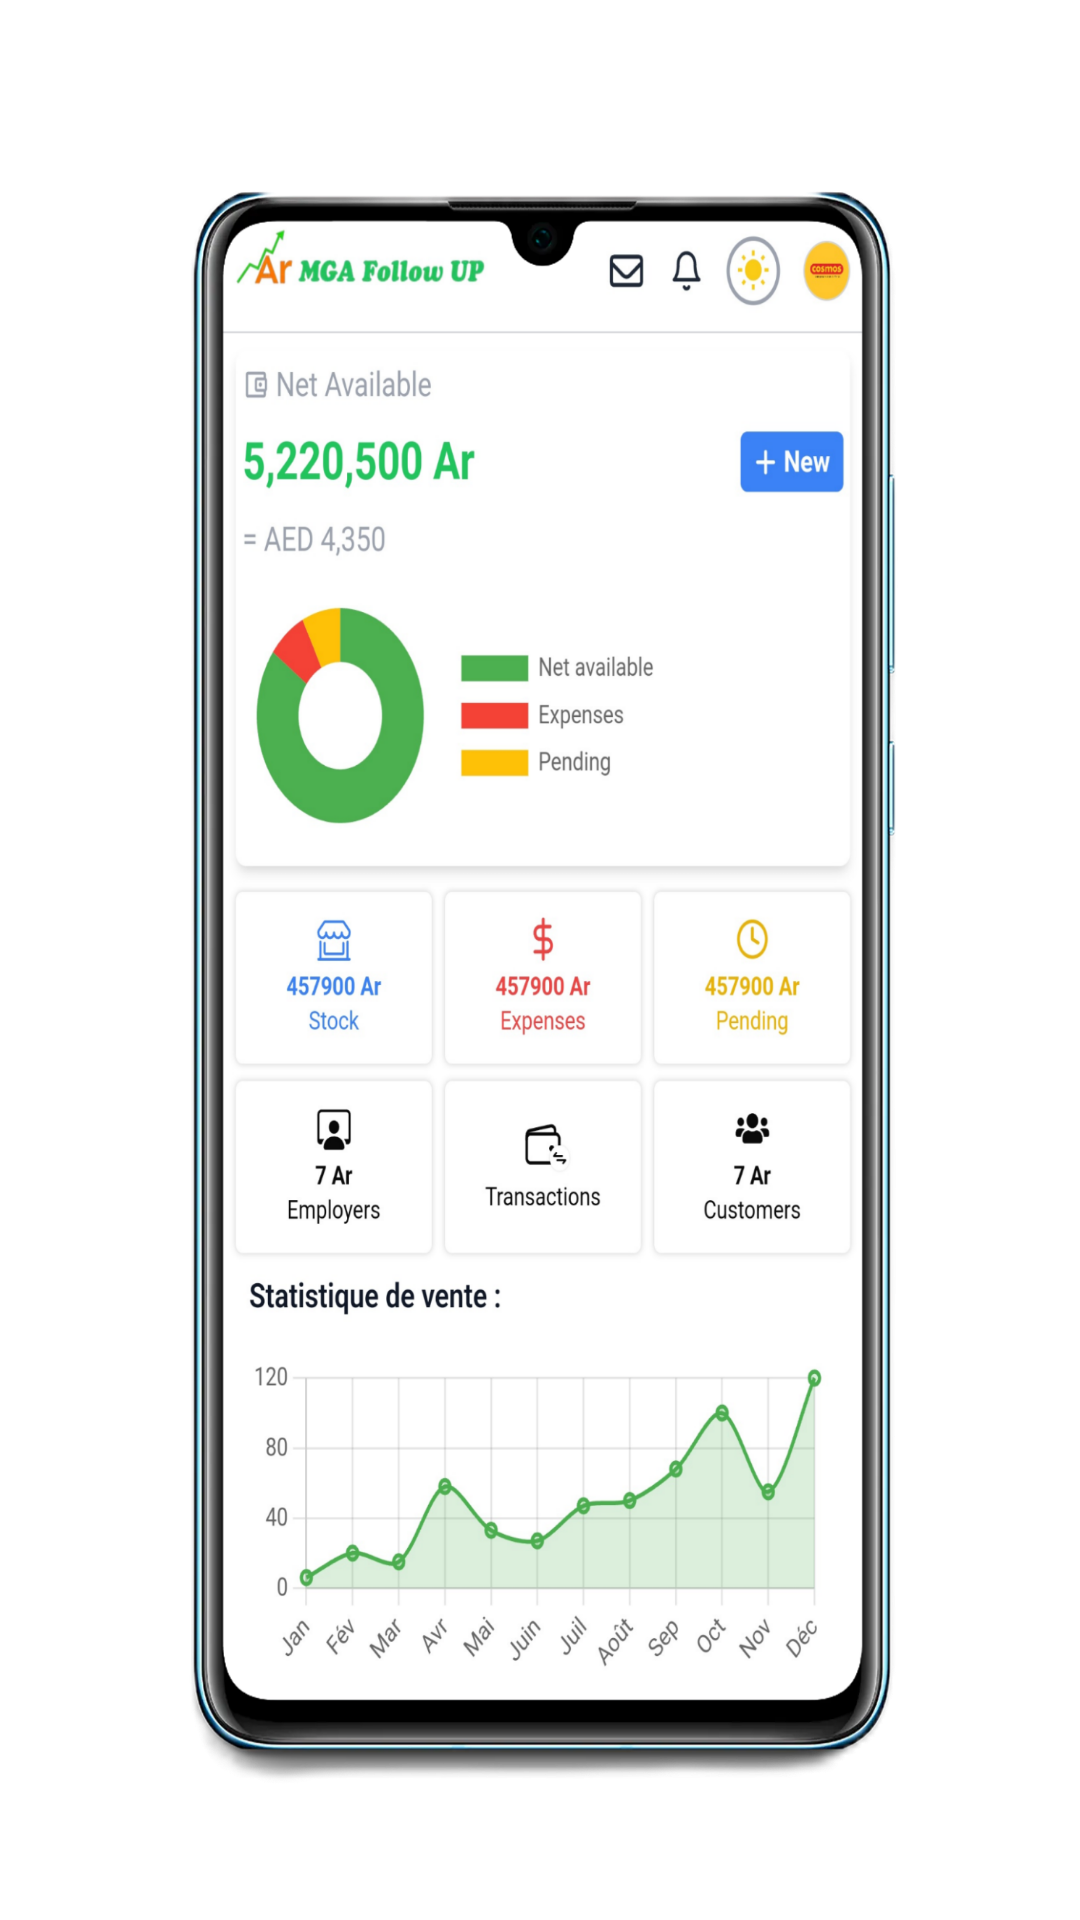 Ar MGA Follow UP
cosmos
Net Available
5,220,500 Ar
+ New
= AED 4,350
Net available
Expenses
Pending
457900 Ar
Stock
457900 Ar
Expenses
457900 Ar
Pending
7 Ar
Employers
Transactions
7 Ar
Customers
Statistique de vente :
120
80
40
0
Jan Fév Mar Avr Mai Juin Juil Août Sep Oct Nov Déc